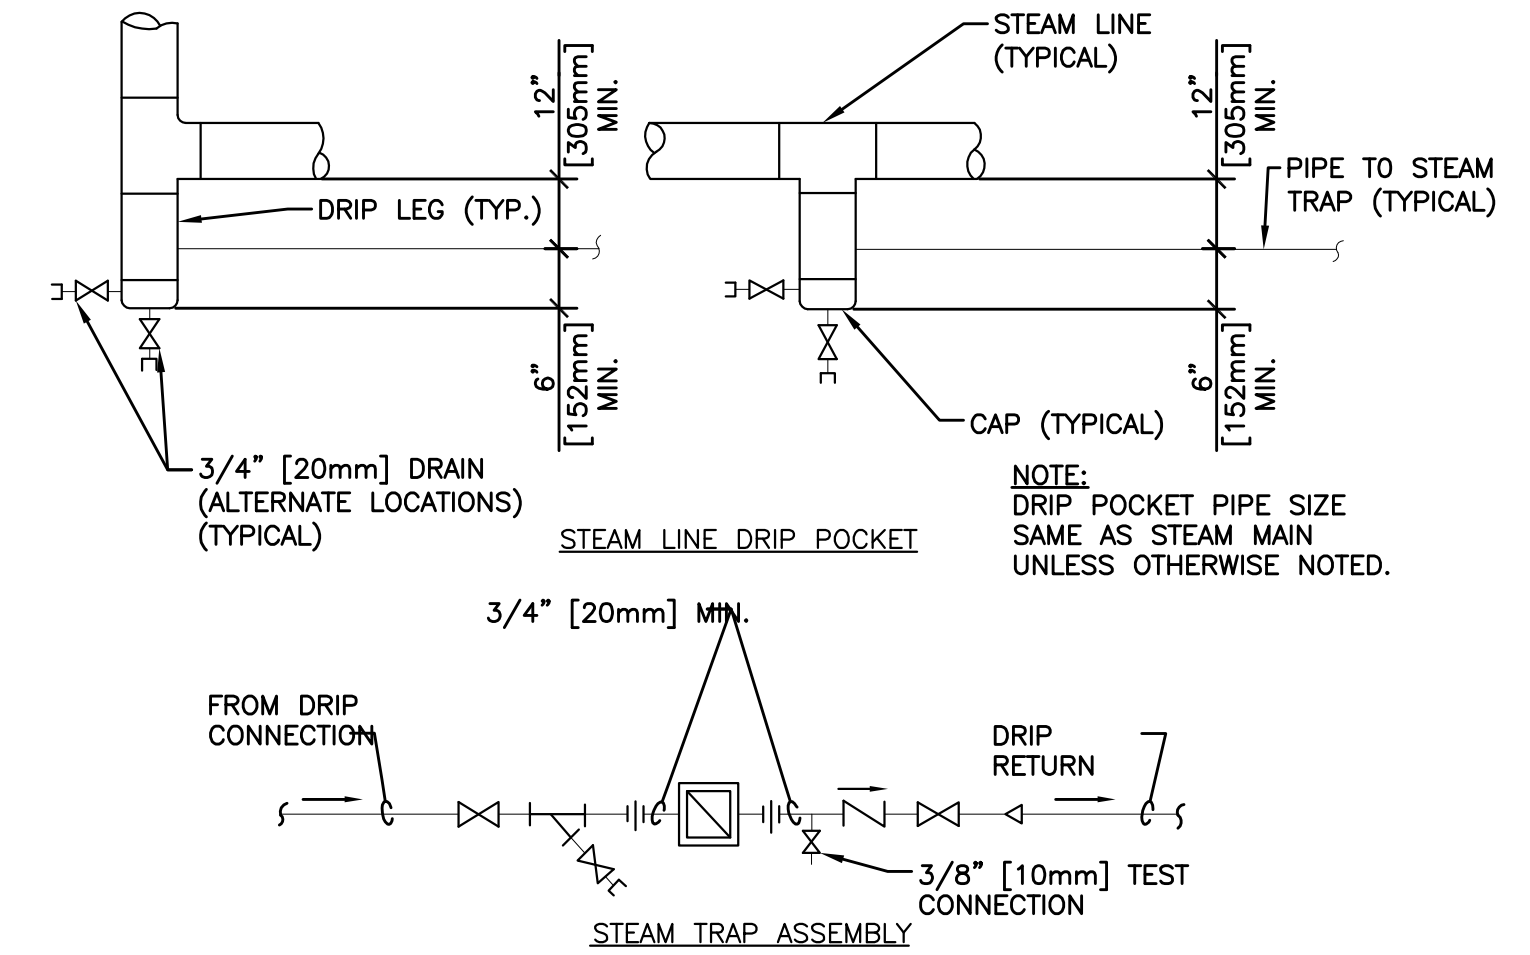 STEAM LINE
(TYPICAL)
12"
[305mm]
MIN.
12"
[305mm]
MIN.
PIPE TO STEAM
TRAP (TYPICAL)
DRIP LEG (TYP.)
6"
[152mm]
MIN.
6"
[152mm]
MIN.
CAP (TYPICAL)
3/4" [20mm] DRAIN
(ALTERNATE LOCATIONS)
(TYPICAL)
NOTE:
DRIP POCKET PIPE SIZE
SAME AS STEAM MAIN
UNLESS OTHERWISE NOTED.
STEAM LINE DRIP POCKET
3/4" [20mm] MIN.
FROM DRIP
CONNECTION
DRIP
RETURN
3/8" [10mm] TEST
CONNECTION
STEAM TRAP ASSEMBLY